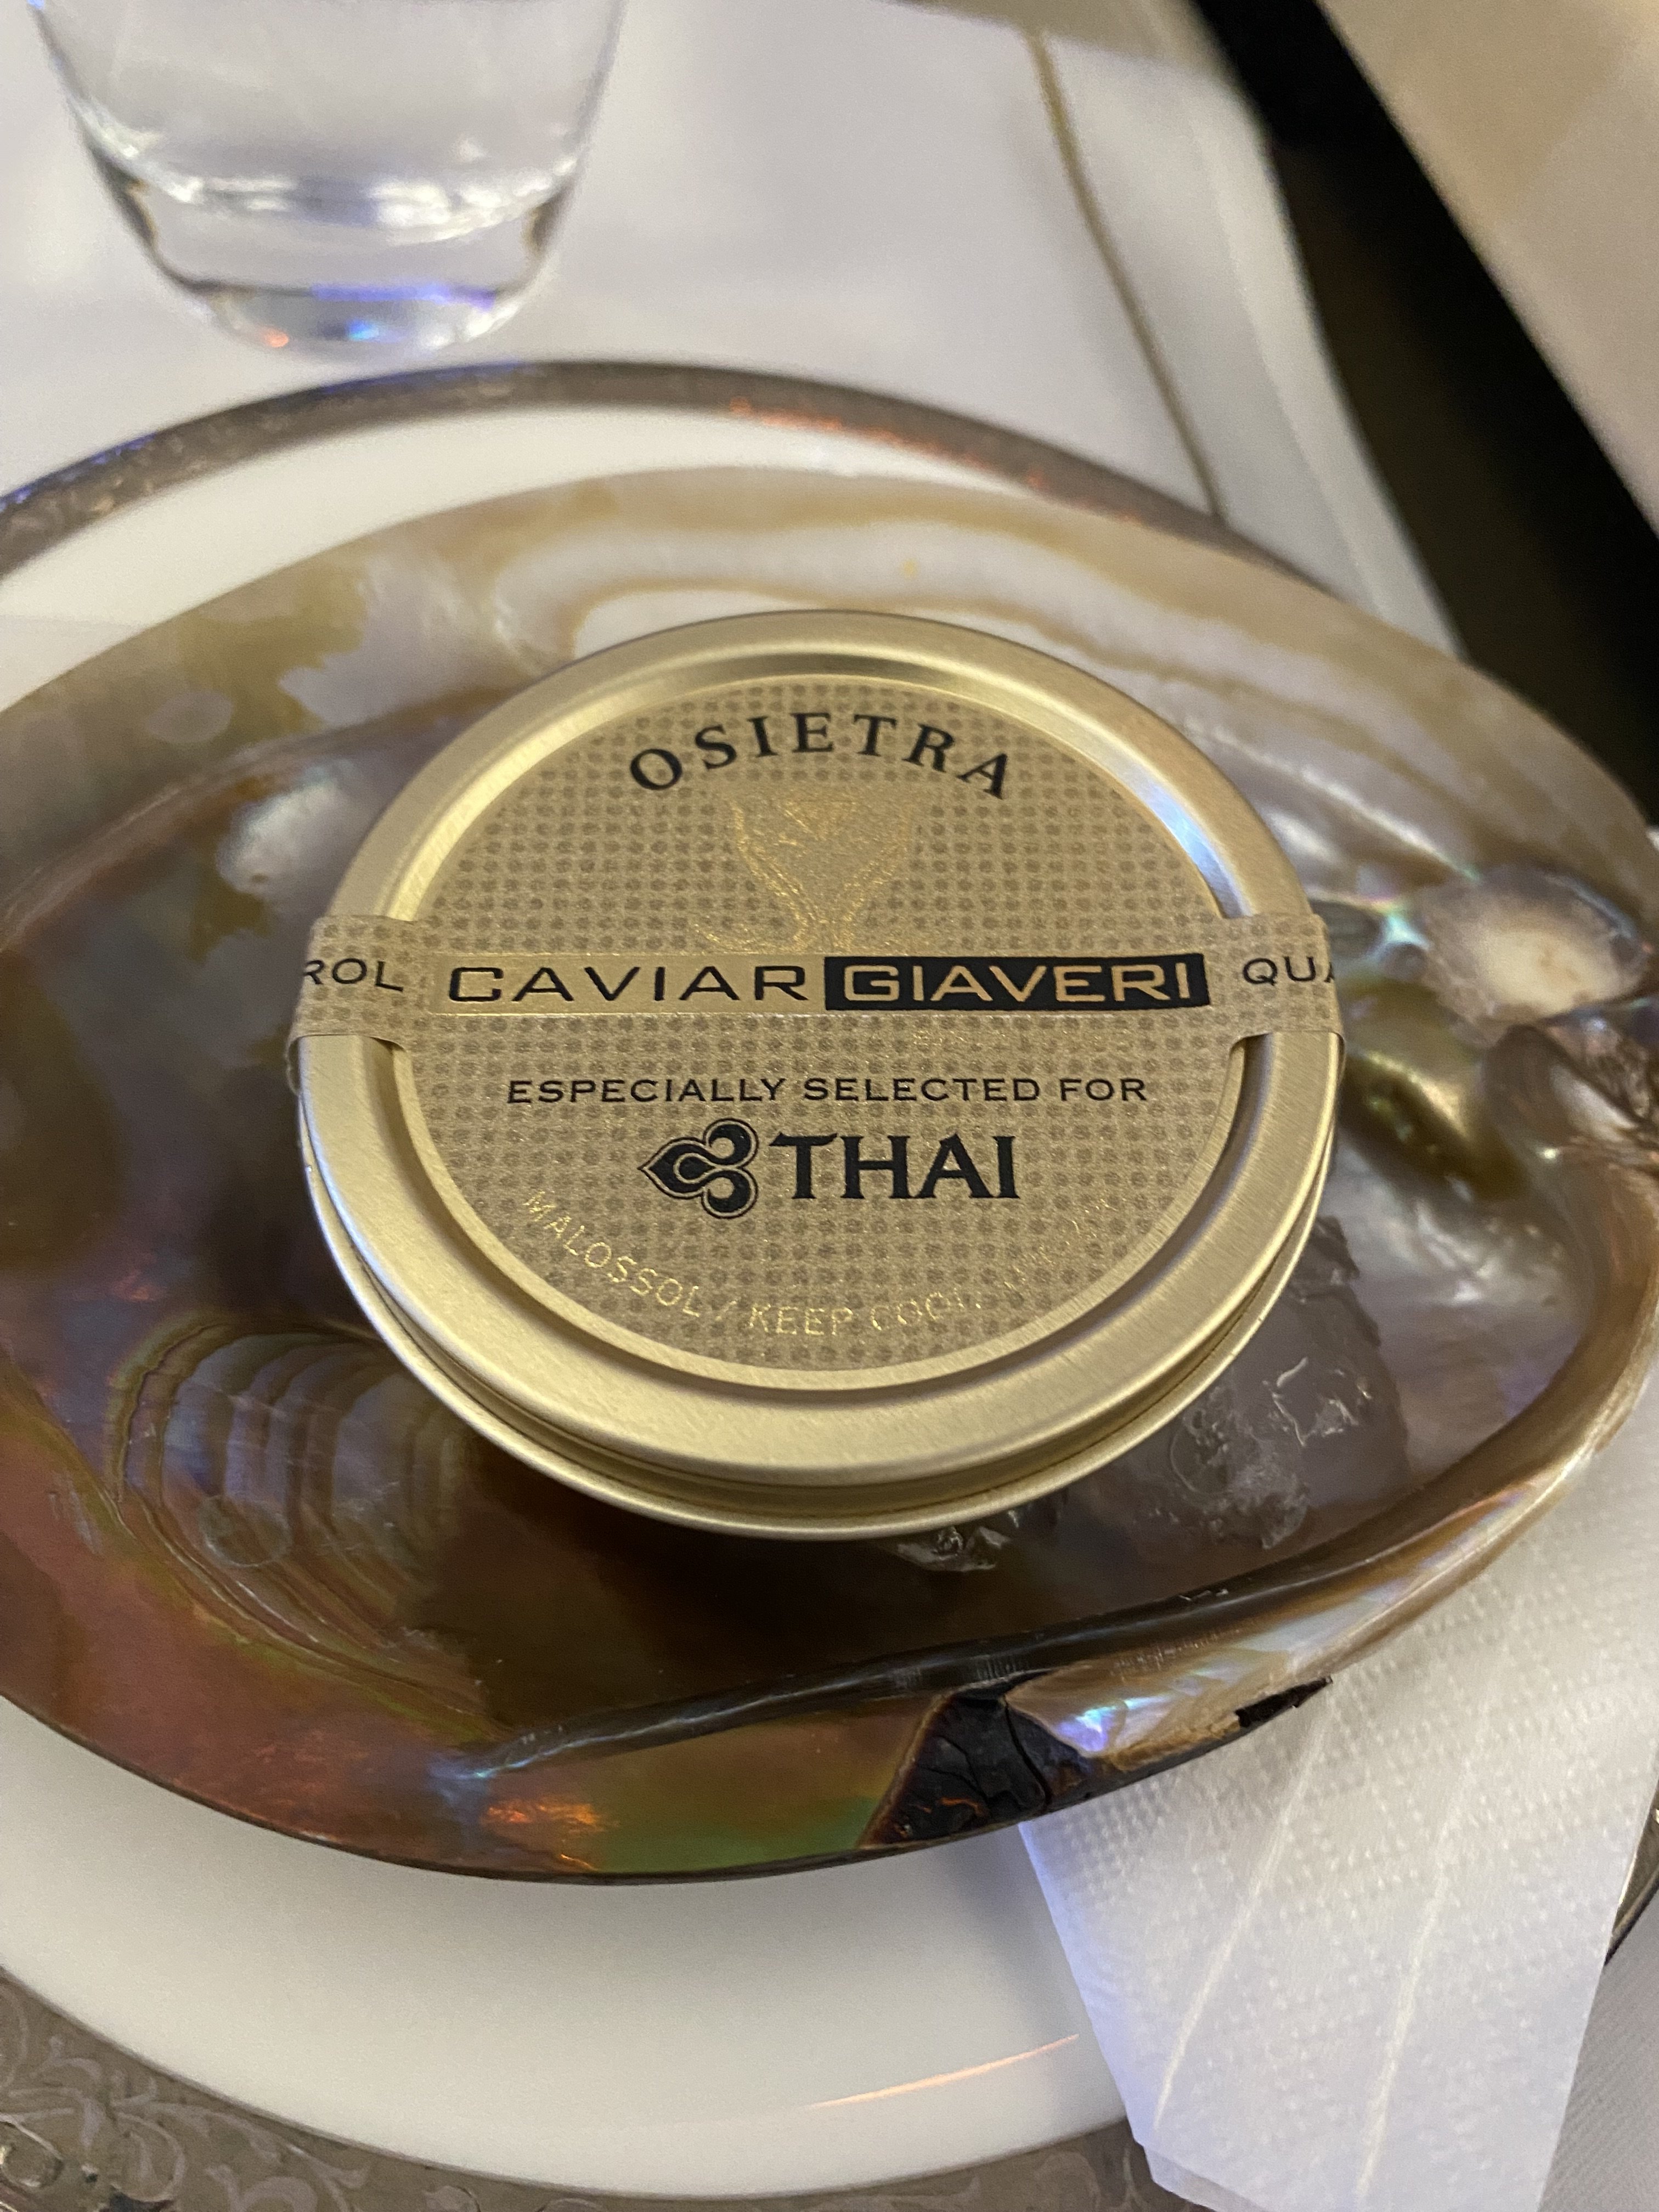 OSIETRA
ROL CAVIAR GIAVERI QUA
ESPECIALLY SELECTED FOR
THAI
MALOSSOL / KEEP COOL